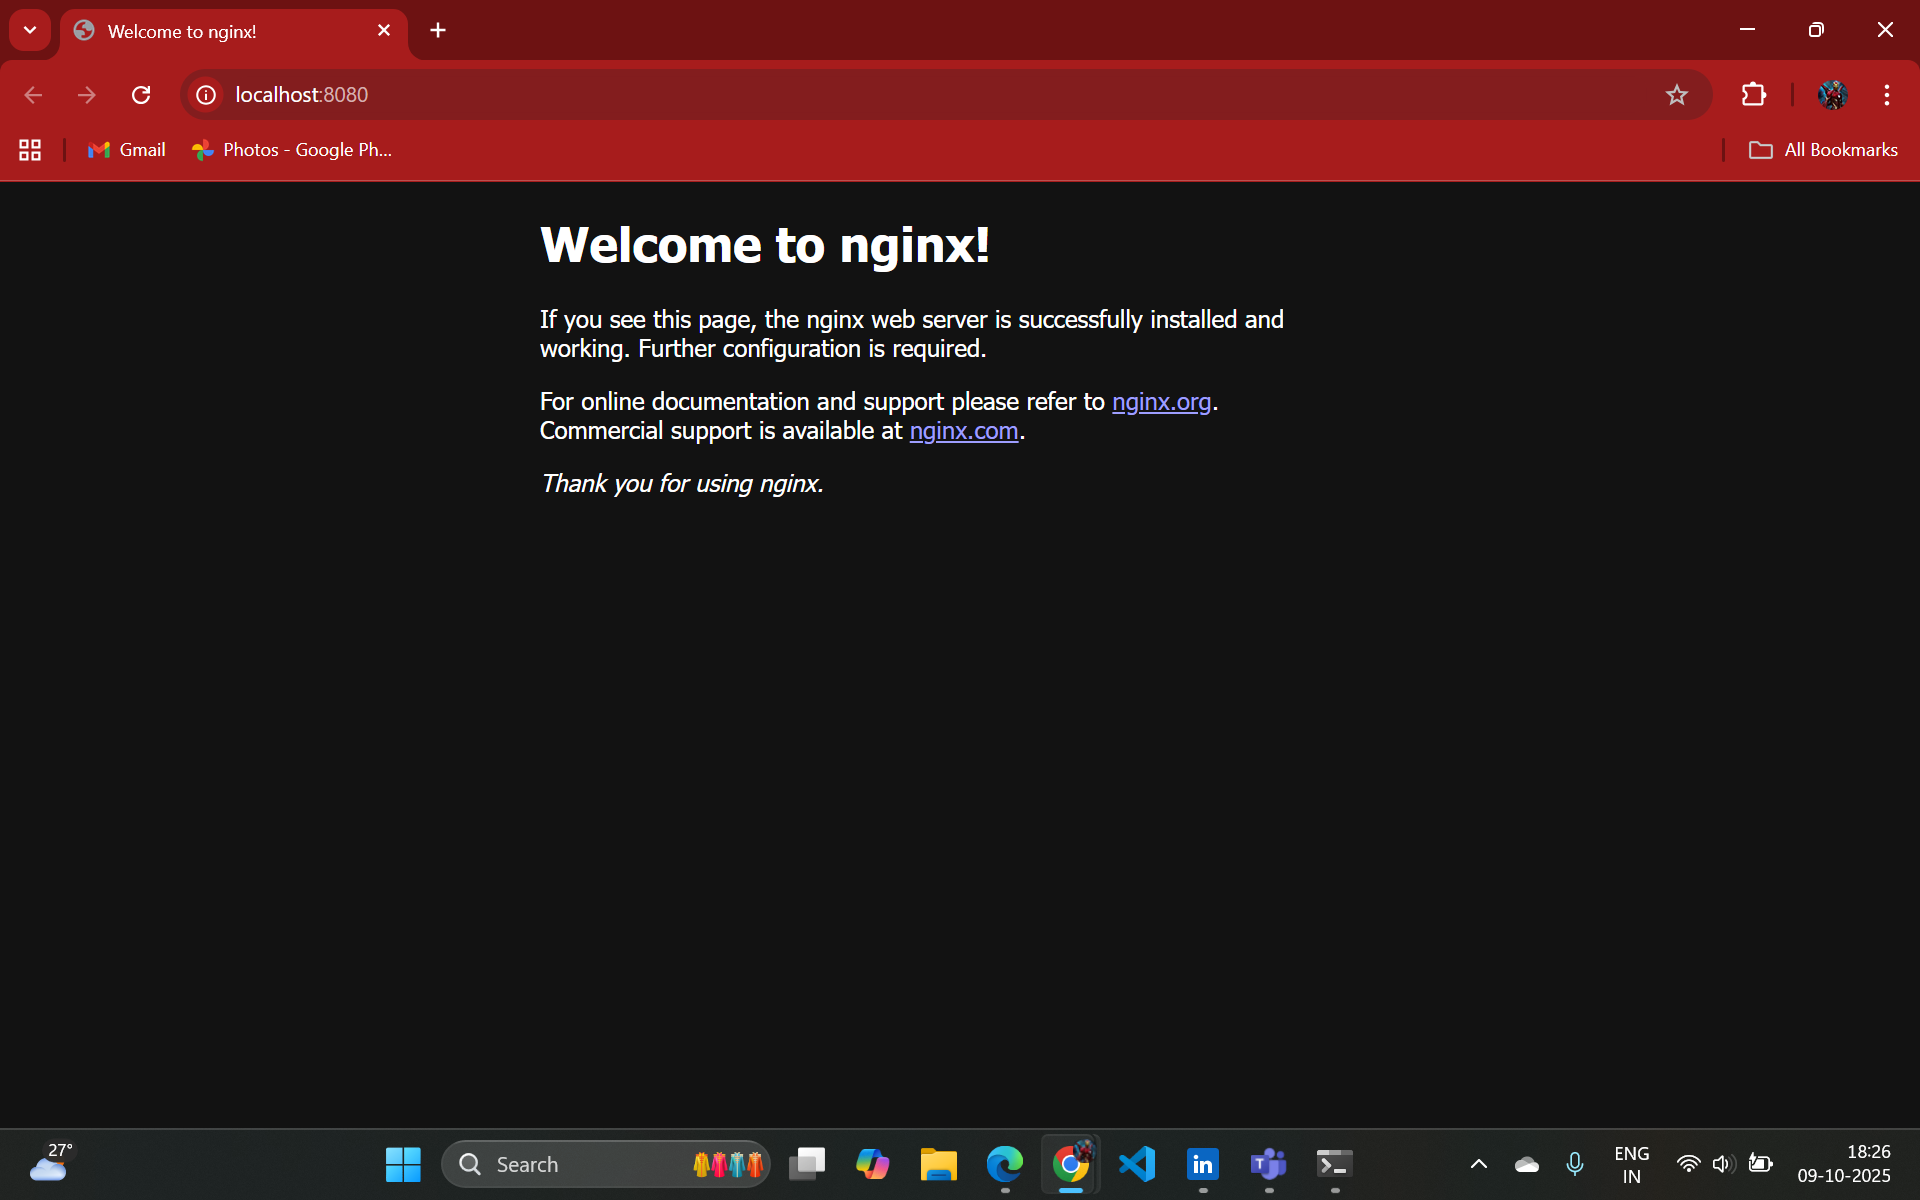 Welcome to nginx!
localhost:8080
Gmail
Photos - Google Ph...
All Bookmarks
Welcome to nginx!
If you see this page, the nginx web server is successfully installed and
working. Further configuration is required.
For online documentation and support please refer to nginx.org.
Commercial support is available at nginx.com.
Thank you for using nginx.
27°
Search
ENG
IN
18:26
09-10-2025